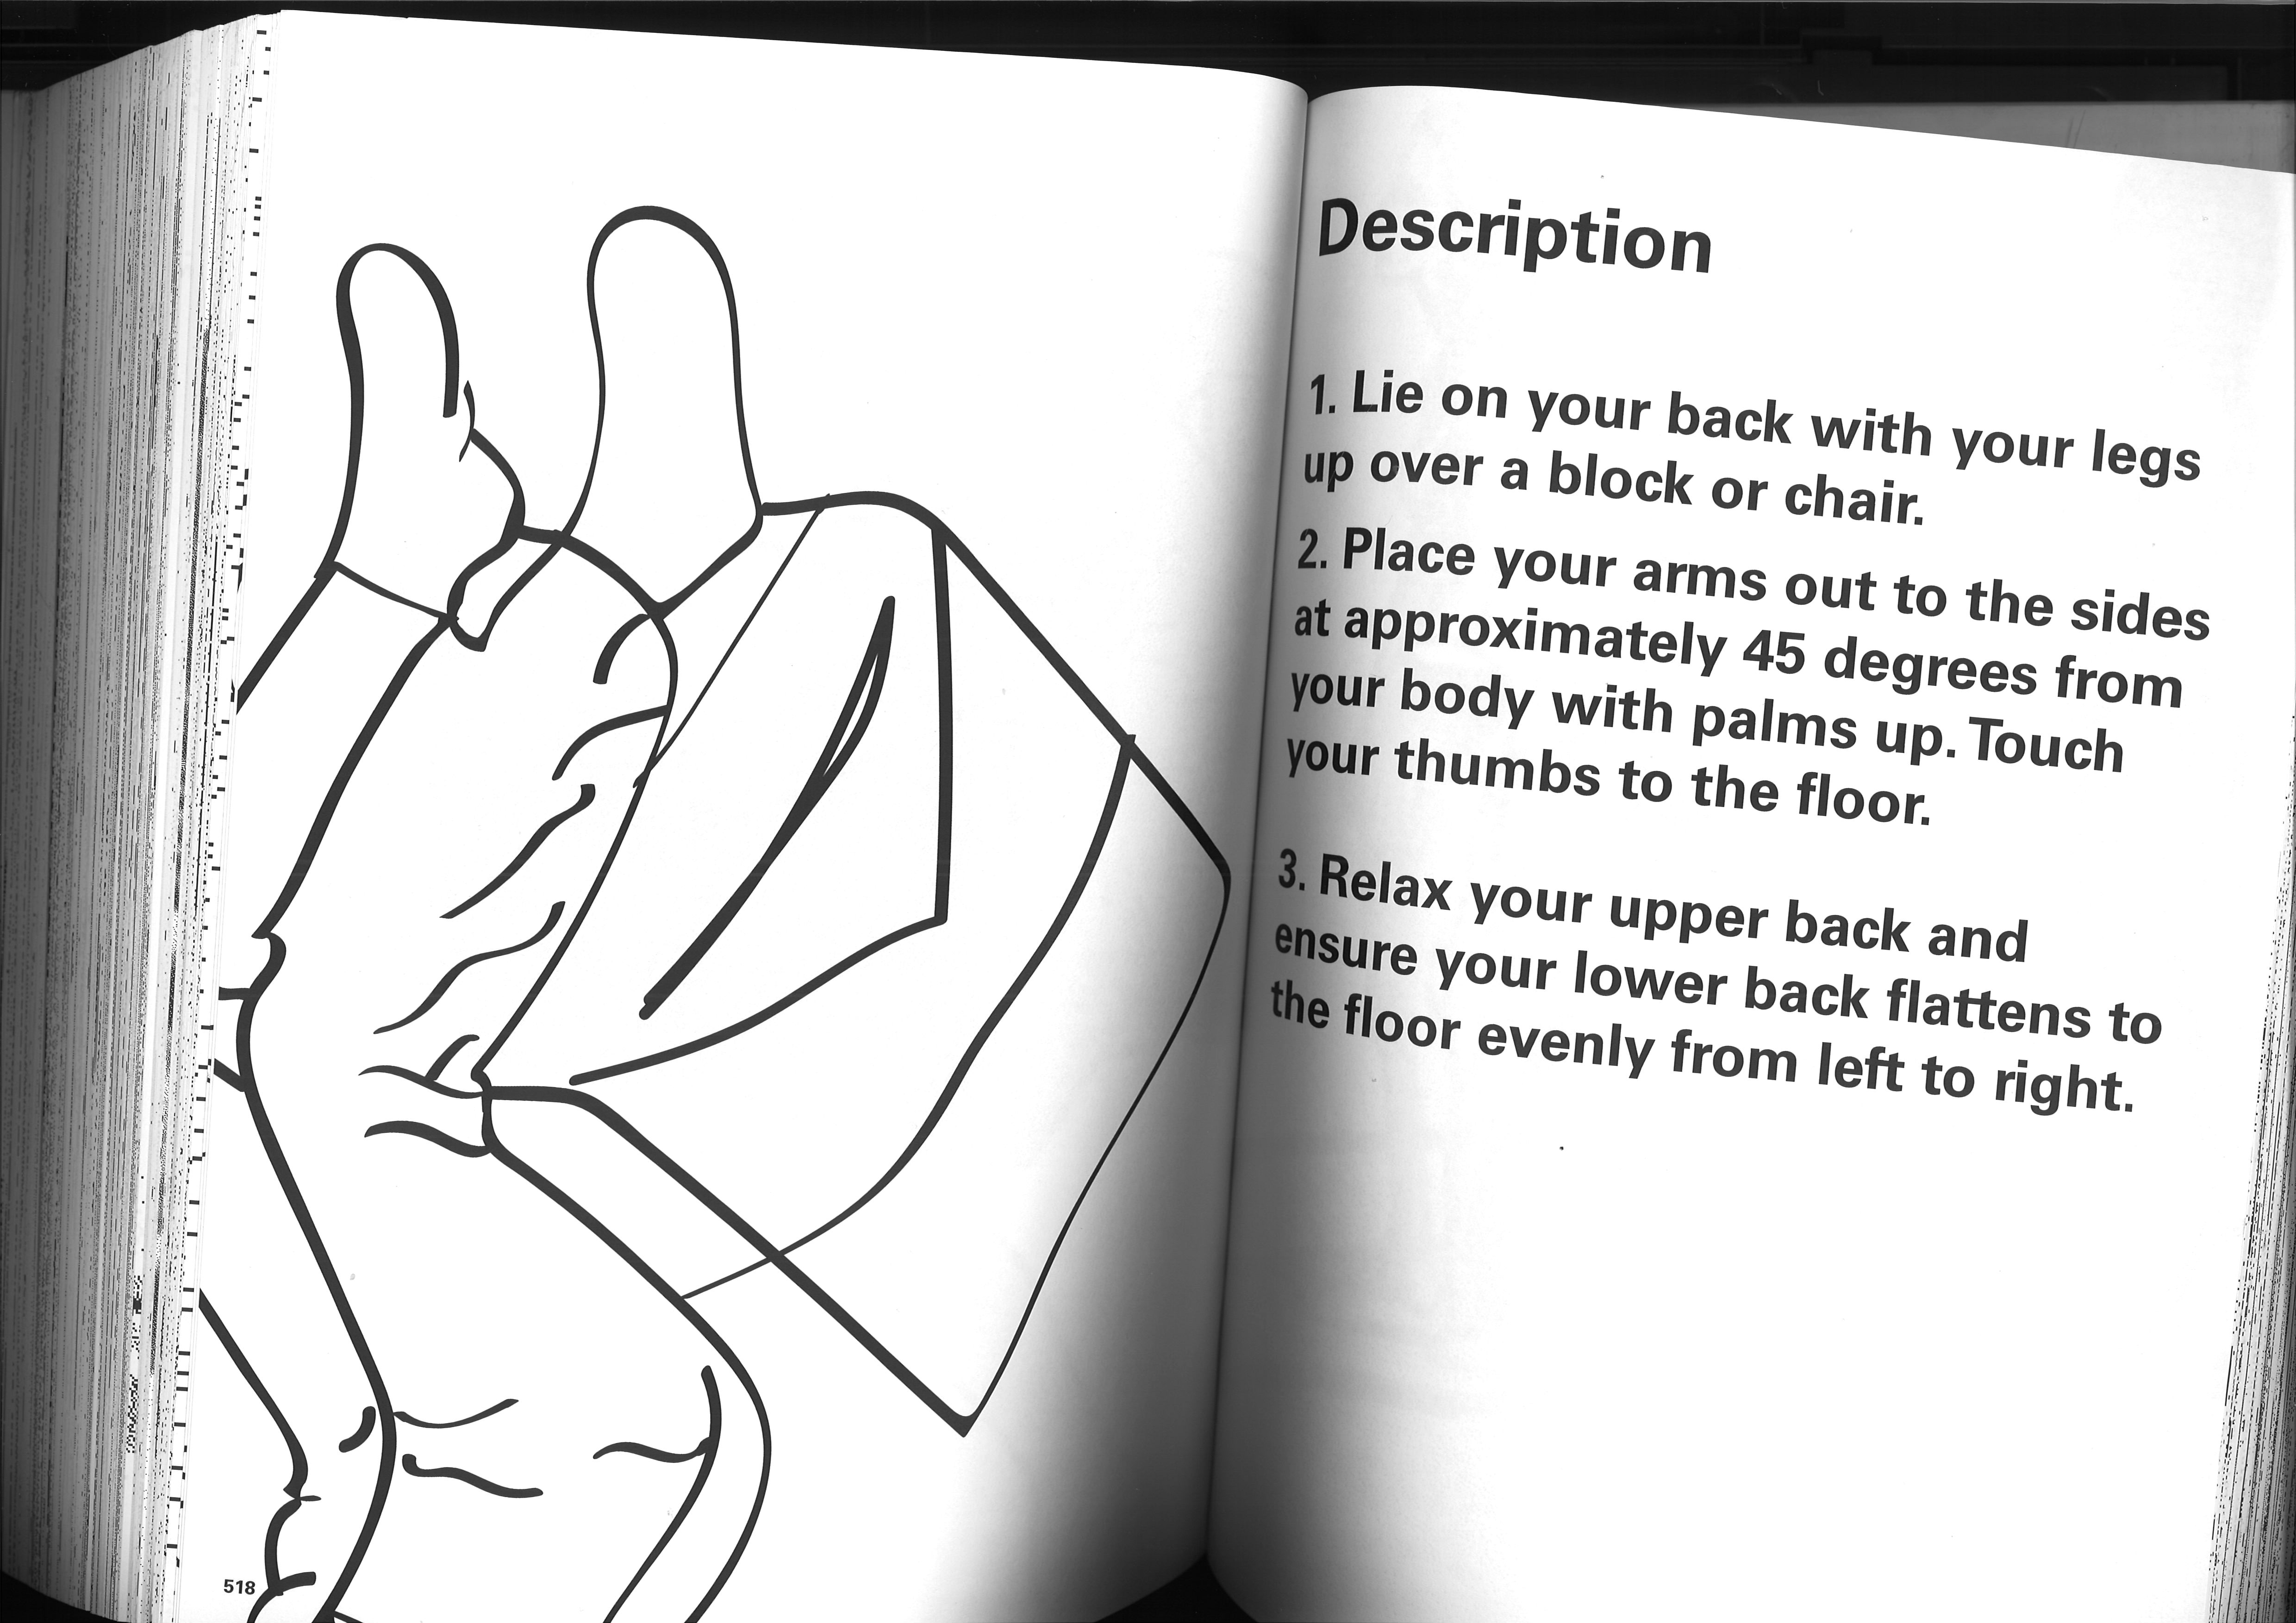 Description
1. Lie on your back with your legs
up over a block or chair.
2. Place your arms out to the sides
at approximately 45 degrees from
your body with palms up. Touch
your thumbs to the floor.
3. Relax your upper back and
ensure your lower back flattens to
the floor evenly from left to right.
518